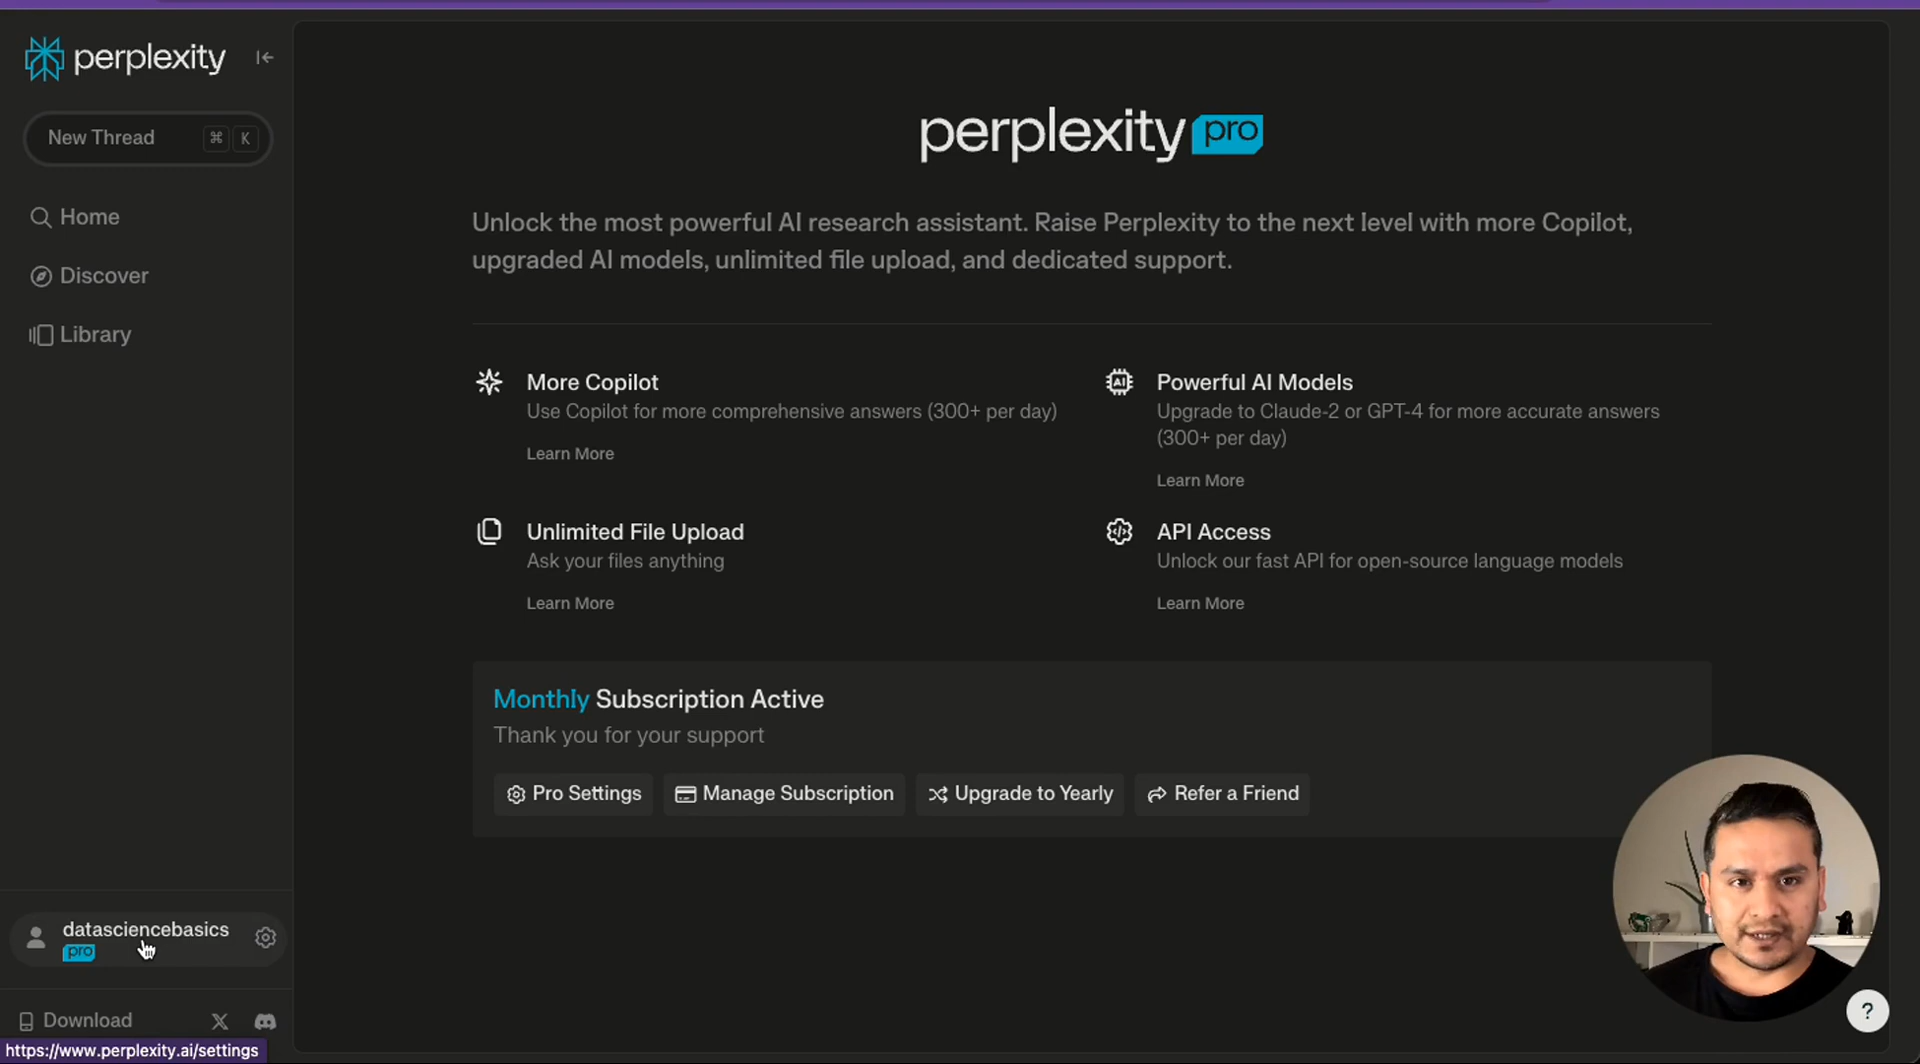 perplexity
New Thread ⌘ K
Home
Discover
Library
perplexity pro
Unlock the most powerful AI research assistant. Raise Perplexity to the next level with more Copilot,
upgraded AI models, unlimited file upload, and dedicated support.
More Copilot
Use Copilot for more comprehensive answers (300+ per day)
Learn More
Powerful AI Models
Upgrade to Claude-2 or GPT-4 for more accurate answers
(300+ per day)
Learn More
Unlimited File Upload
Ask your files anything
Learn More
API Access
Unlock our fast API for open-source language models
Learn More
Monthly Subscription Active
Thank you for your support
Pro Settings
Manage Subscription
Upgrade to Yearly
Refer a Friend
datasciencebasics
pro
Download
https://www.perplexity.ai/settings
?